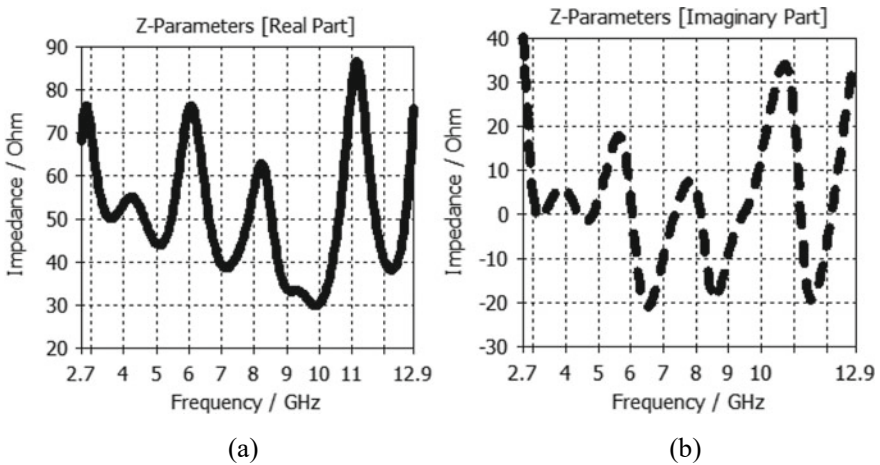 Z-Parameters [Real Part]
90
80
70
60
50
40
30
20
Impedance / Ohm
2.7 4 5 6 7 8 9 10 11 12.9
Frequency / GHz
(a)
Z-Parameters [Imaginary Part]
40
30
20
10
0
-10
-20
-30
Impedance / Ohm
2.7 4 5 6 7 8 9 10 12.9
Frequency / GHz
(b)